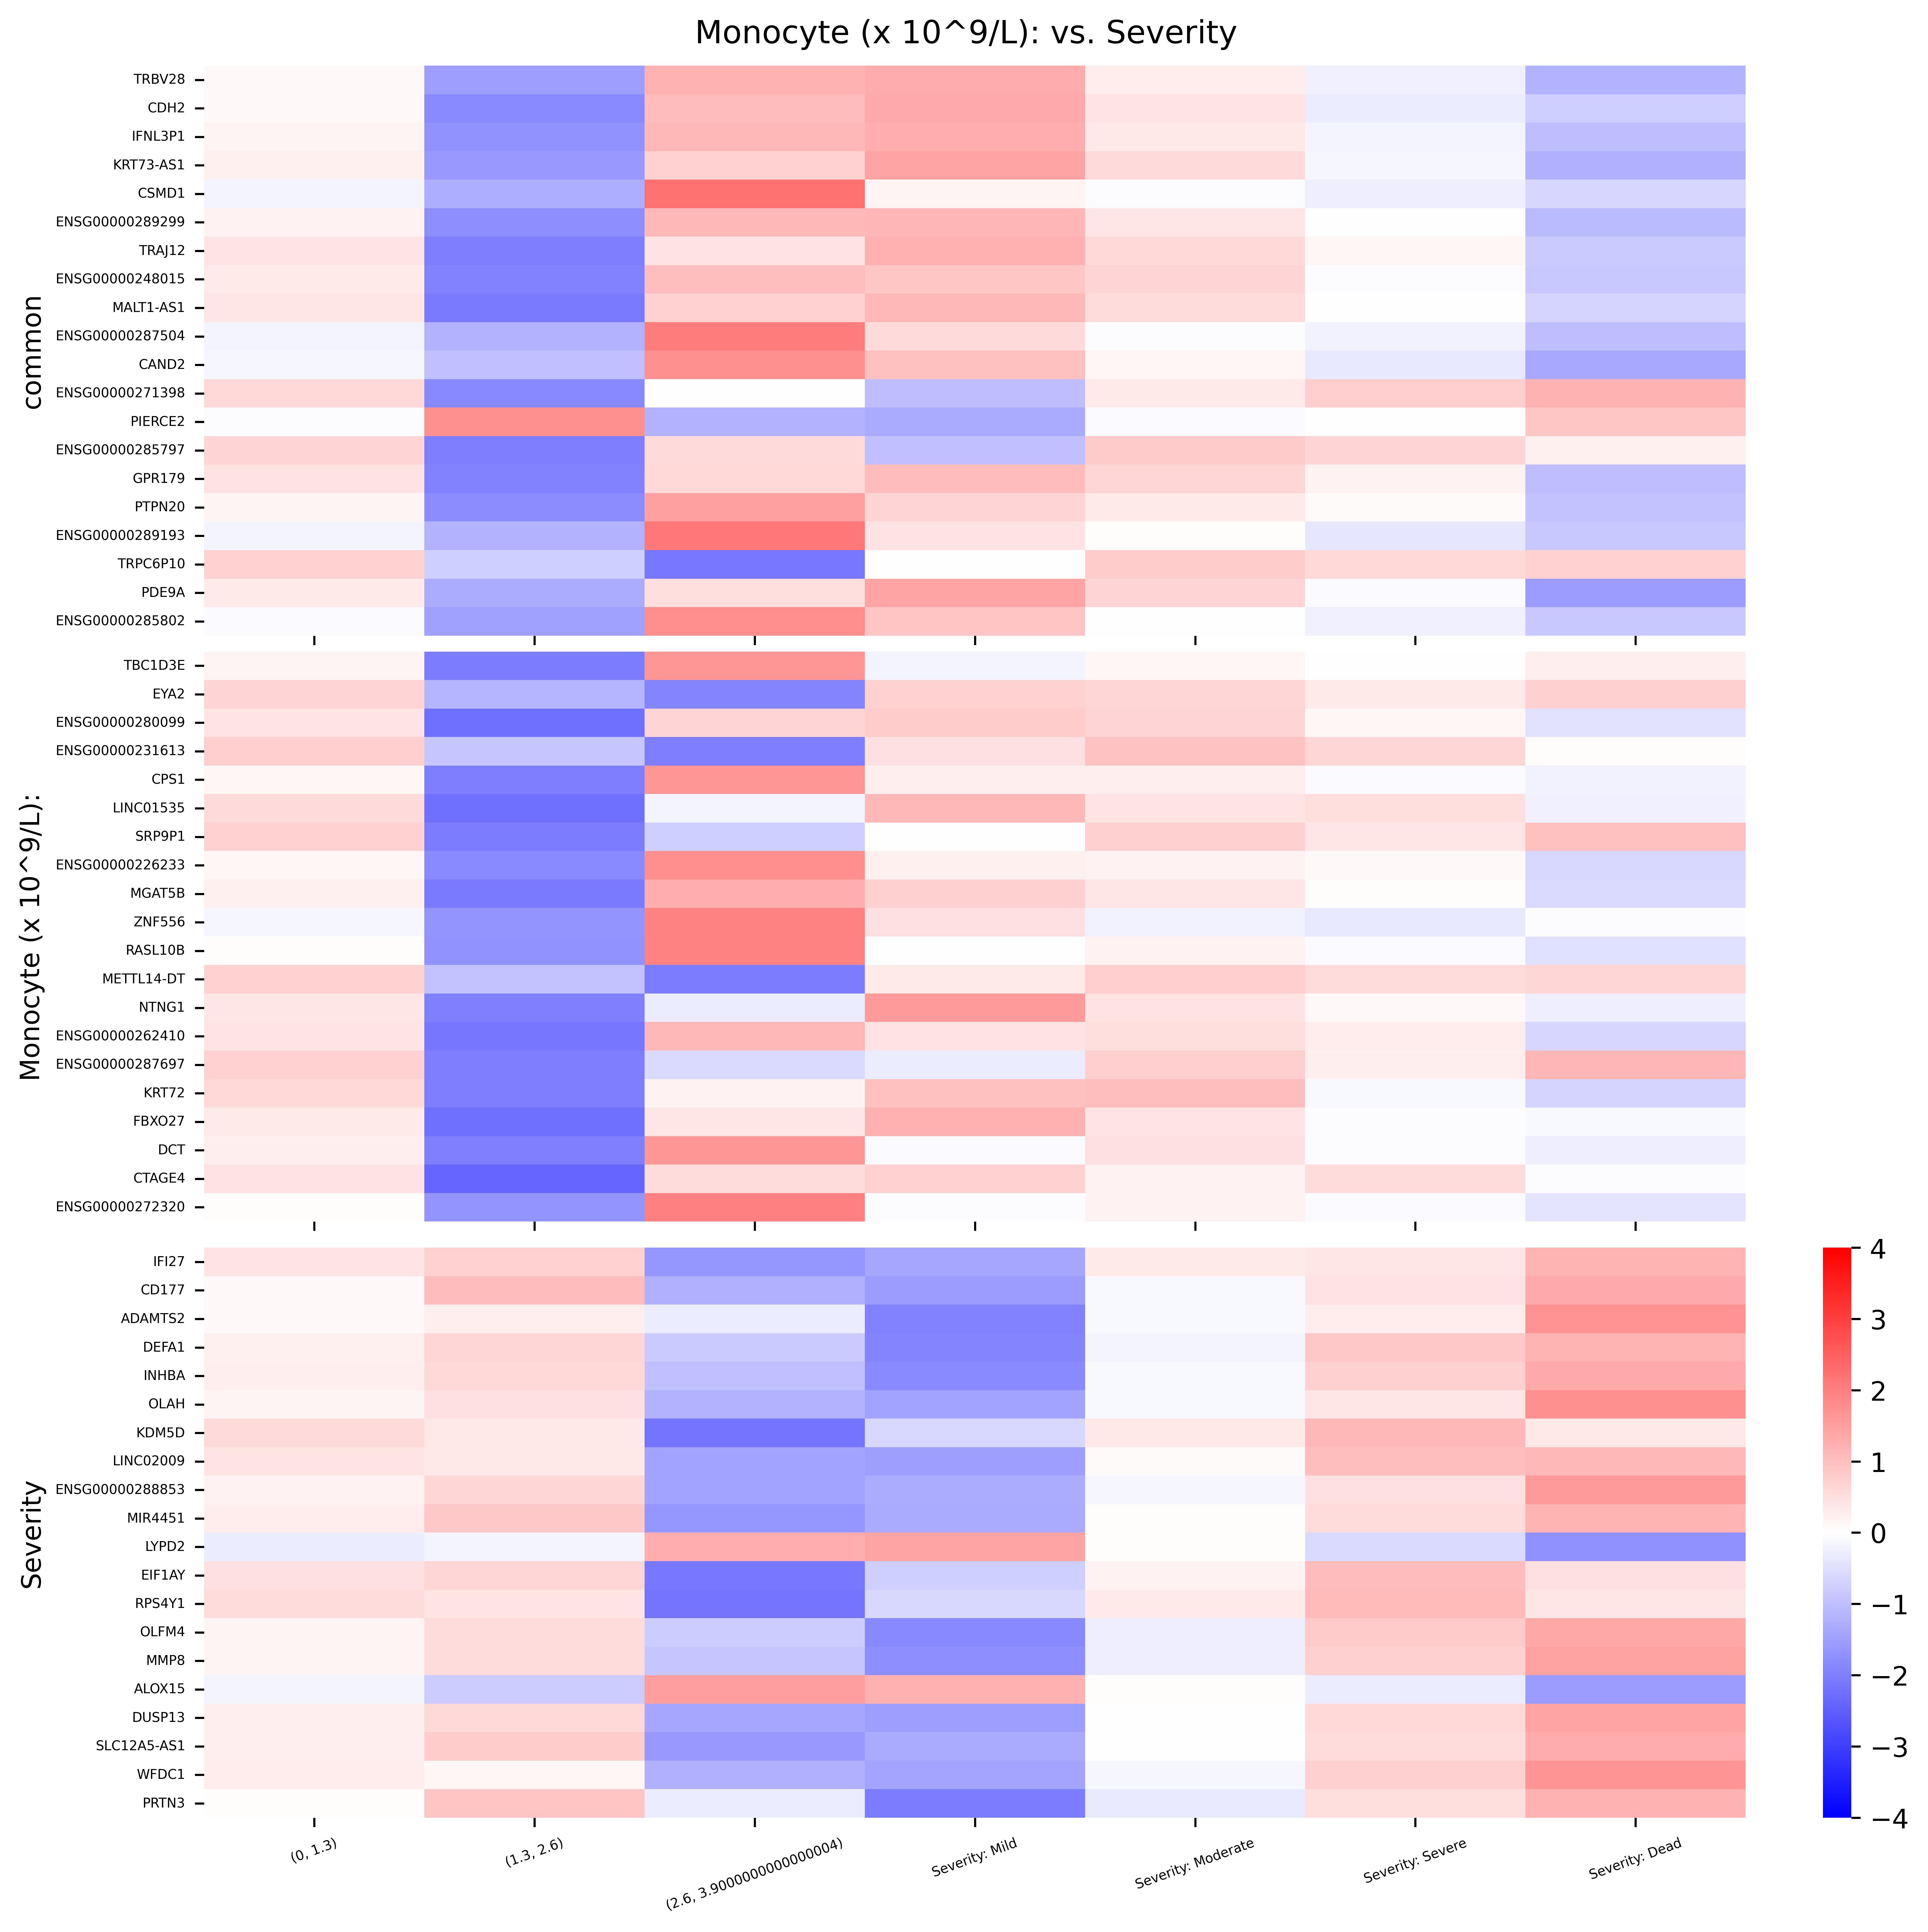 Monocyte (x 10^9/L): vs. Severity
common
TRBV28
CDH2
IFNL3P1
KRT73-AS1
CSMD1
ENSG00000289299
TRAJ12
ENSG00000248015
MALT1-AS1
ENSG00000287504
CAND2
ENSG00000271398
PIERCE2
ENSG00000285797
GPR179
PTPN20
ENSG00000289193
TRPC6P10
PDE9A
ENSG00000285802
Monocyte (x 10^9/L):
TBC1D3E
EYA2
ENSG00000280099
ENSG00000231613
CPS1
LINC01535
SRP9P1
ENSG00000226233
MGAT5B
ZNF556
RASL10B
METTL14-DT
NTNG1
ENSG00000262410
ENSG00000287697
KRT72
FBXO27
DCT
CTAGE4
ENSG00000272320
Severity
IFI27
CD177
ADAMTS2
DEFA1
INHBA
OLAH
KDM5D
LINC02009
ENSG00000288853
MIR4451
LYPD2
EIF1AY
RPS4Y1
OLFM4
MMP8
ALOX15
DUSP13
SLC12A5-AS1
WFDC1
PRTN3
(0, 1.3)
(1.3, 2.6)
(2.6, 3.9000000000000004)
Severity: Mild
Severity: Moderate
Severity: Severe
Severity: Dead
4
3
2
1
0
−1
−2
−3
−4